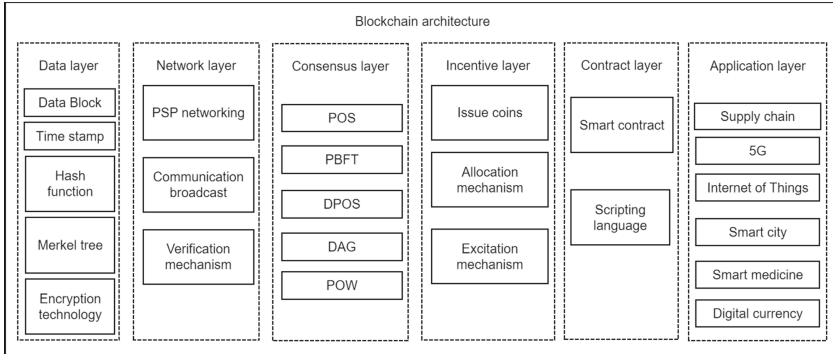 Blockchain architecture
Data layer
Data Block
Time stamp
Hash
function
Merkel tree
Encryption
technology
Network layer
PSP networking
Communication
broadcast
Verification
mechanism
Consensus layer
POS
PBFT
DPOS
DAG
POW
Incentive layer
Issue coins
Allocation
mechanism
Excitation
mechanism
Contract layer
Smart contract
Scripting
language
Application layer
Supply chain
5G
Internet of Things
Smart city
Smart medicine
Digital currency